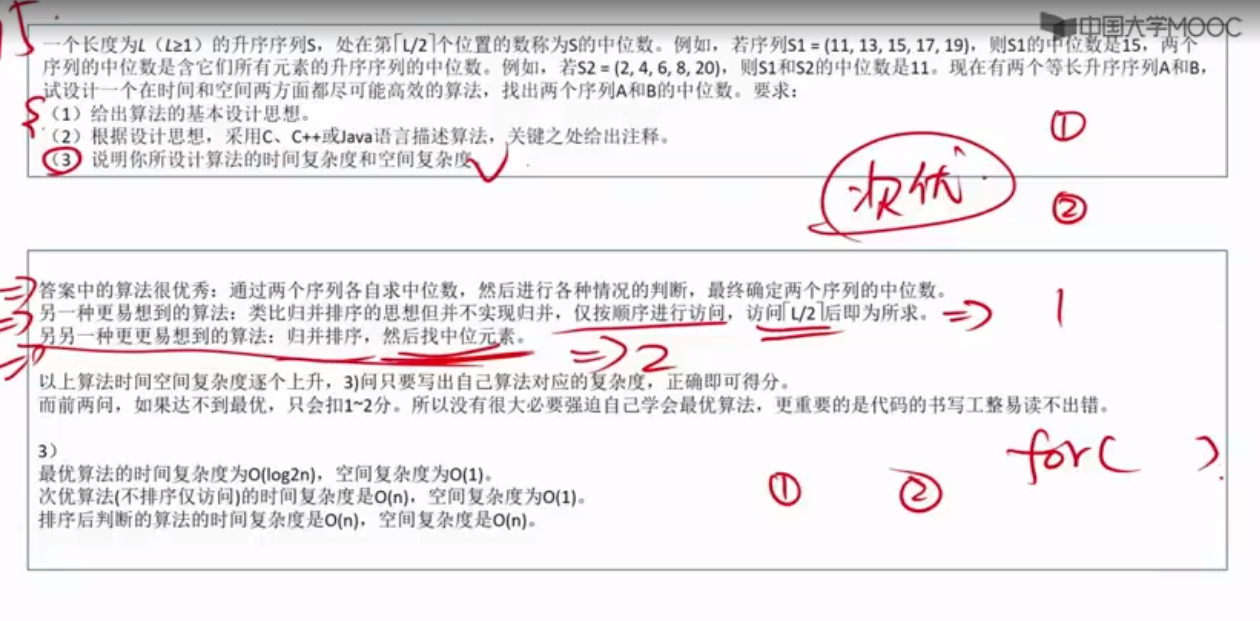 中国大学MOOC
15.
一个长度为L（L≥1）的升序序列S，处在第⌈L/2⌉个位置的数称为S的中位数。例如，若序列S1 = (11, 13, 15, 17, 19)，则S1的中位数是15，两个
序列的中位数是含它们所有元素的升序序列的中位数。例如，若S2 = (2, 4, 6, 8, 20)，则S1和S2的中位数是11。现在有两个等长升序序列A和B，
试设计一个在时间和空间两方面都尽可能高效的算法，找出两个序列A和B的中位数。要求：
（1）给出算法的基本设计思想。
（2）根据设计思想，采用C、C++或Java语言描述算法，关键之处给出注释。
①
（3 说明你所设计算法的时间复杂度和空间复杂度
次优
②
答案中的算法很优秀：通过两个序列各自求中位数，然后进行各种情况的判断，最终确定两个序列的中位数。
另一种更易想到的算法：类比归并排序的思想但并不实现归并，仅按顺序进行访问，访问⌈L/2⌉后即为所求。 => 1
另另一种更更易想到的算法：归并排序，然后找中位元素。
=> 2
以上算法时间空间复杂度逐个上升，3)问只要写出自己算法对应的复杂度，正确即可得分。
而前两问，如果达不到最优，只会扣1~2分。所以没有很大必要强迫自己学会最优算法，更重要的是代码的书写工整易读不出错。
3）
for( )
最优算法的时间复杂度为O(log2n)，空间复杂度为O(1)。
次优算法(不排序仅访问)的时间复杂度是O(n)，空间复杂度为O(1)。
① ②
排序后判断的算法的时间复杂度是O(n)，空间复杂度是O(n)。